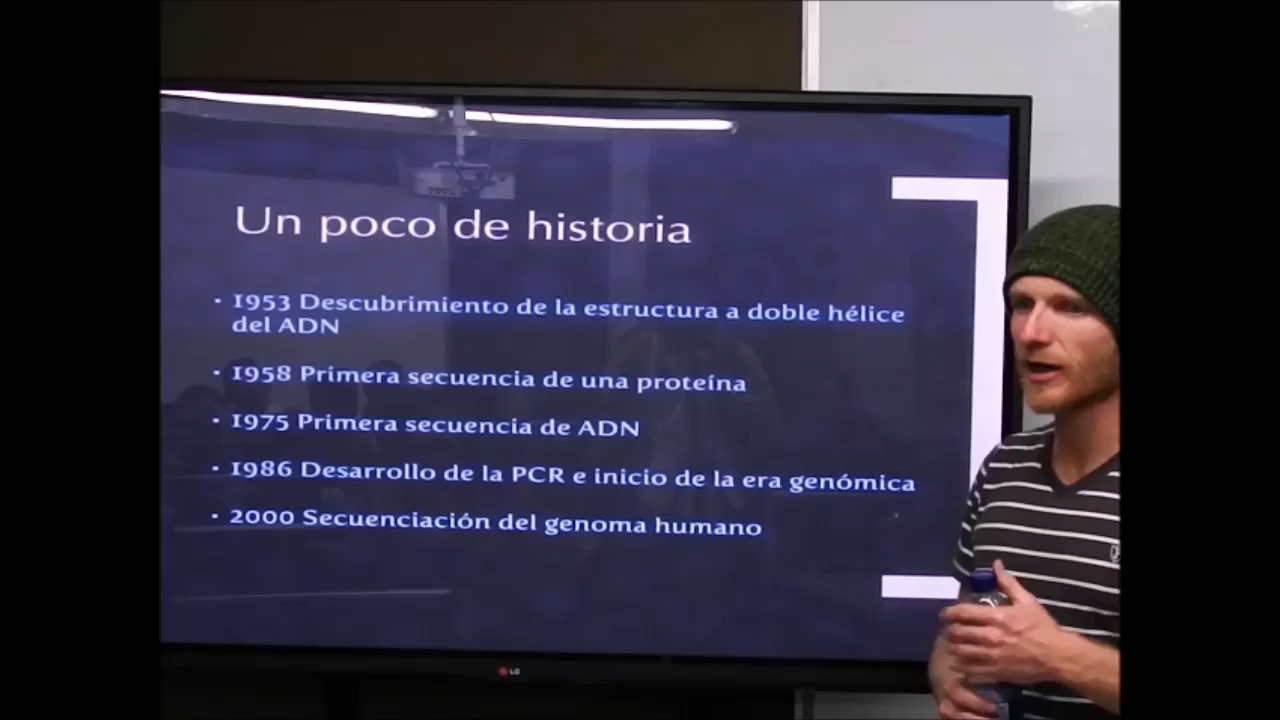 Un poco de historia
• 1953 Descubrimiento de la estructura a doble hélice
del ADN
• 1958 Primera secuencia de una proteína
• 1975 Primera secuencia de ADN
• 1986 Desarrollo de la PCR e inicio de la era genómica
• 2000 Secuenciación del genoma humano
LG